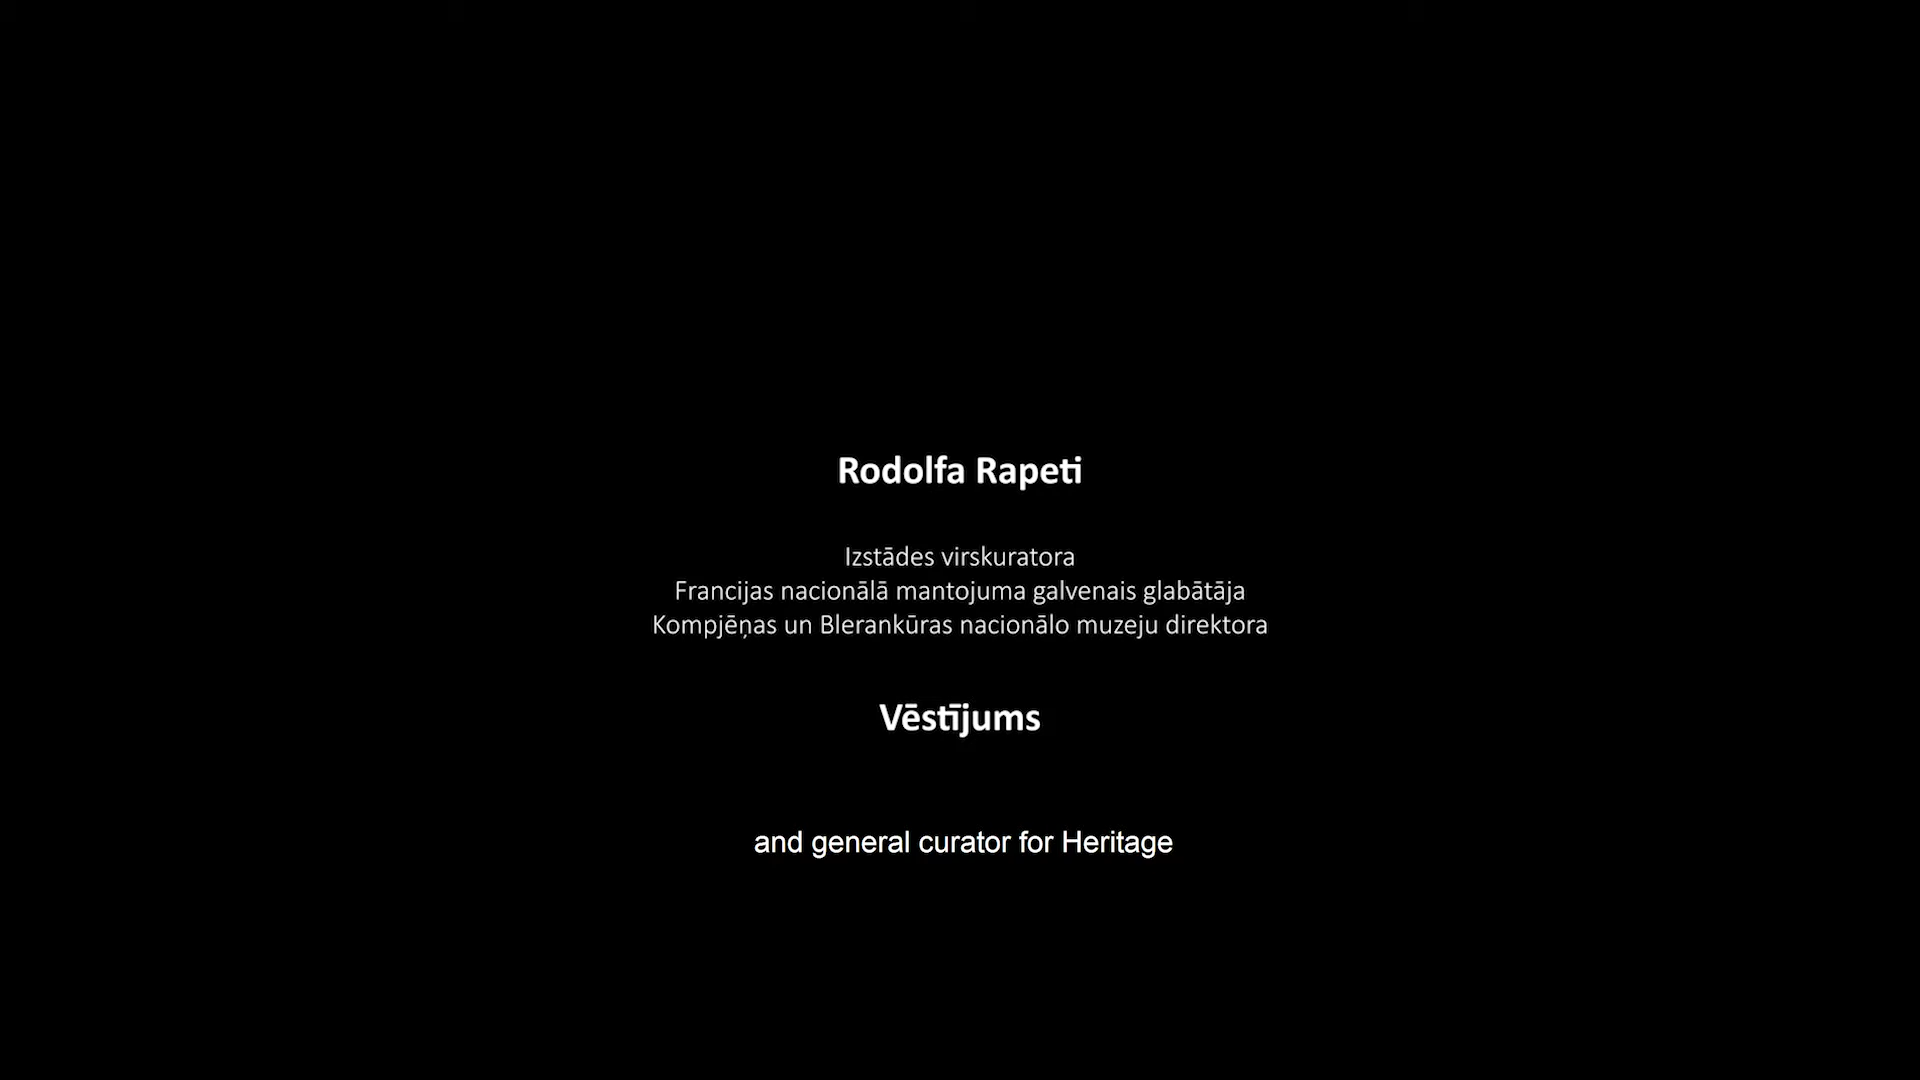 Rodolfa Rapeti
Izstādes virskuratora
Francijas nacionālā mantojuma galvenais glabātāja
Kompjēņas un Blerankūras nacionālo muzeju direktora
Vēstījums
and general curator for Heritage